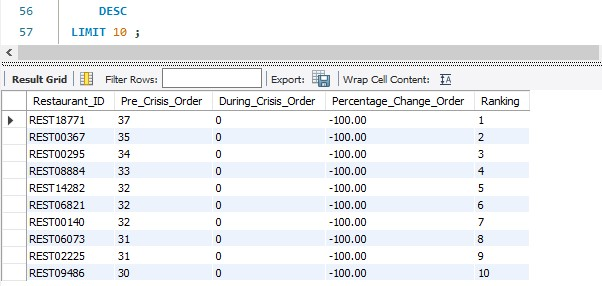 56 DESC
57 LIMIT 10 ;
Result Grid Filter Rows: Export: Wrap Cell Content:
Restaurant_ID Pre_Crisis_Order During_Crisis_Order Percentage_Change_Order Ranking
REST18771 37 0 -100.00 1
REST00367 35 0 -100.00 2
REST00295 34 0 -100.00 3
REST08884 33 0 -100.00 4
REST14282 32 0 -100.00 5
REST06821 32 0 -100.00 6
REST00140 32 0 -100.00 7
REST06073 31 0 -100.00 8
REST02225 31 0 -100.00 9
REST09486 30 0 -100.00 10